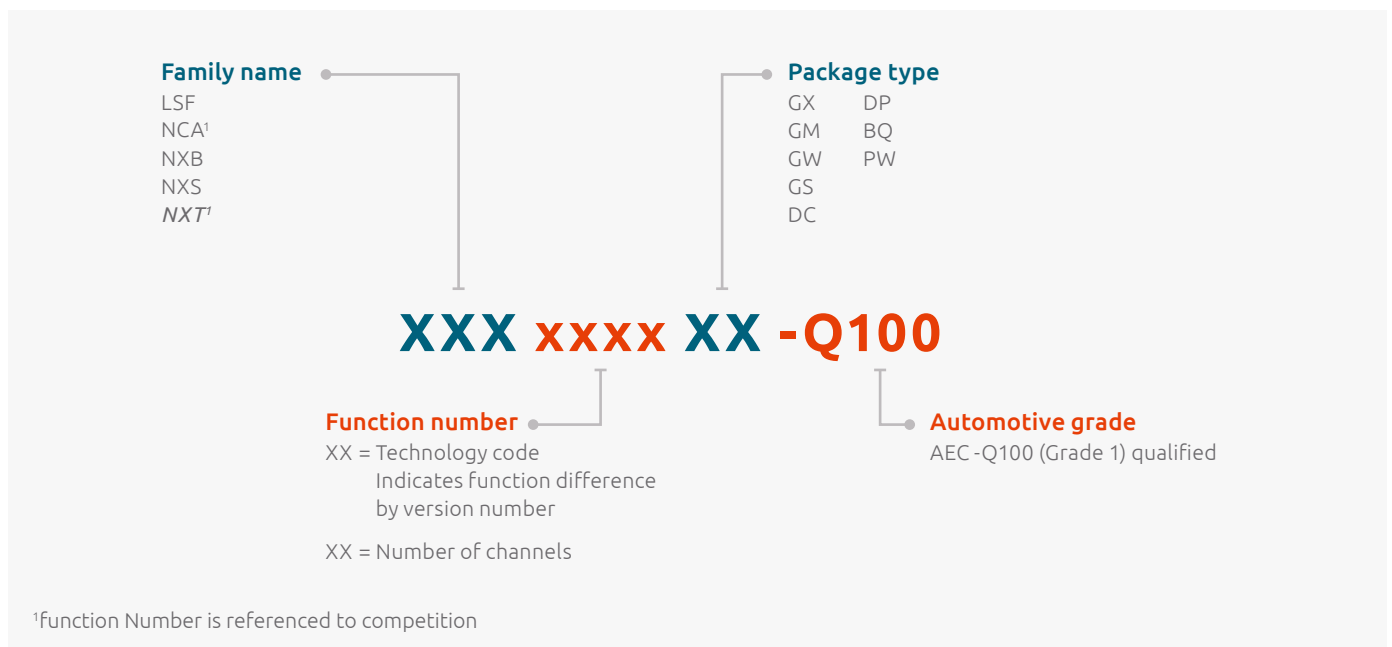 Family name
LSF
NCA¹
NXB
NXS
NXT¹
Package type
GX DP
GM BQ
GW PW
GS
DC
XXX xxxx XX -Q100
Function number
XX = Technology code
Indicates function difference
by version number
XX = Number of channels
Automotive grade
AEC -Q100 (Grade 1) qualified
¹function Number is referenced to competition